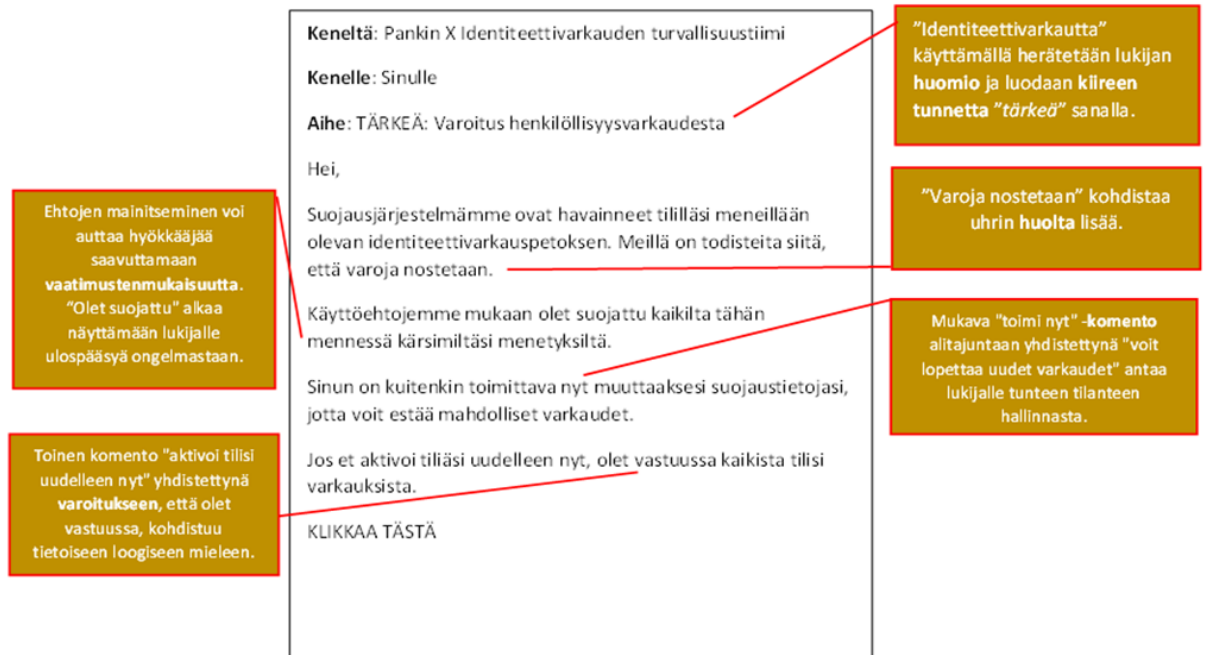 Keneltä: Pankin X Identiteettivarkauden turvallisuustiimi
Kenelle: Sinulle
Aihe: TÄRKEÄ: Varoitus henkilöllisyysvarkaudesta
Hei,
Suojausjärjestelmämme ovat havainneet tililläsi meneillään
olevan identiteettivarkauspetoksen. Meillä on todisteita siitä,
että varoja nostetaan.
Käyttöehtojemme mukaan olet suojattu kaikilta tähän
mennessä kärsimiltäsi menetyksiltä.
Sinun on kuitenkin toimittava nyt muuttaaksesi suojaustietojasi,
jotta voit estää mahdolliset varkaudet.
Jos et aktivoi tiliäsi uudelleen nyt, olet vastuussa kaikista tilisi
varkauksista.
KLIKKAA TÄSTÄ
Ehtojen mainitseminen voi
auttaa hyökkääjää
saavuttamaan
vaatimustenmukaisuutta.
"Olet suojattu" alkaa
näyttämään lukijalle
ulospääsyä ongelmastaan.
Toinen komento "aktivoi tilisi
uudelleen nyt" yhdistettynä
varoitukseen, että olet
vastuussa, kohdistuu
tietoiseen loogiseen mieleen.
”Identiteettivarkautta”
käyttämällä herätetään lukijan
huomio ja luodaan kiireen
tunnetta ”tärkeä” sanalla.
”Varoja nostetaan” kohdistaa
uhrin huolta lisää.
Mukava "toimi nyt" -komento
alitajuntaan yhdistettynä "voit
lopettaa uudet varkaudet" antaa
lukijalle tunteen tilanteen
hallinnasta.